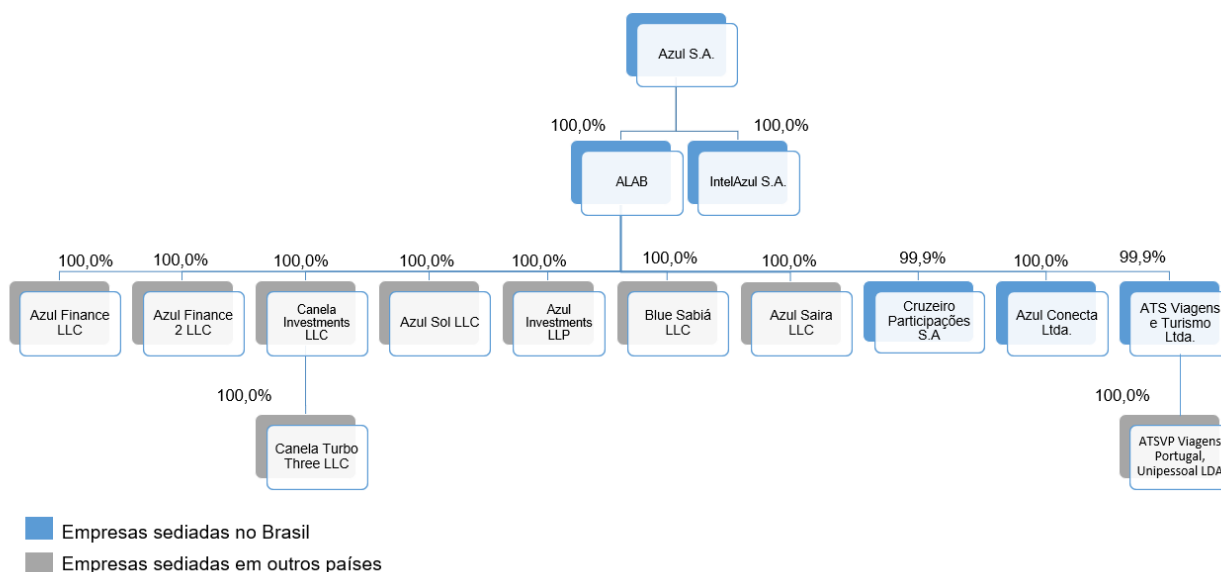 Azul S.A.
100,0%
100,0%
ALAB
IntelAzul S.A.
100,0%
100,0%
100,0%
100,0%
100,0%
100,0%
100,0%
99,9%
100,0%
99,9%
Azul Finance
LLC
Azul Finance
2 LLC
Canela
Investments
LLC
Azul Sol LLC
Azul
Investments
LLP
Blue Sabiá
LLC
Azul Saira
LLC
Cruzeiro
Participações
S.A
Azul Conecta
Ltda.
ATS Viagens
e Turismo
Ltda.
100,0%
100,0%
Canela Turbo
Three LLC
ATSVP Viagens
Portugal,
Unipessoal LDA
Empresas sediadas no Brasil
Empresas sediadas em outros países